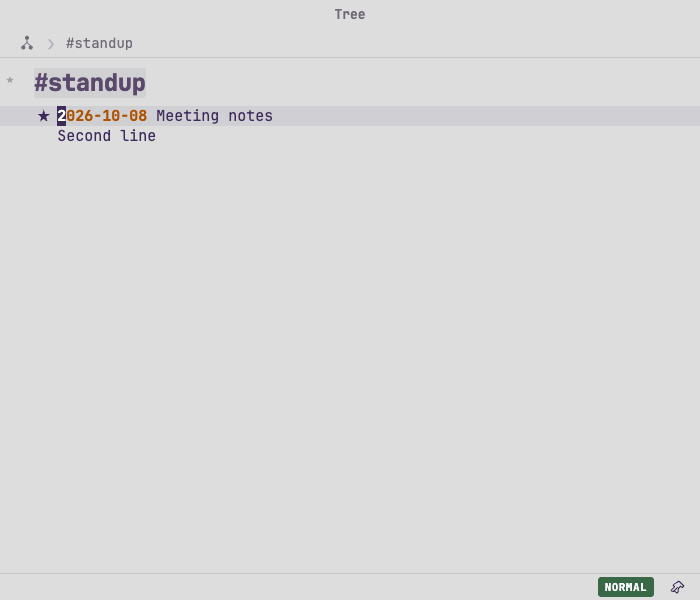 Tree
#standup
#standup
2026-10-08 Meeting notes
Second line
NORMAL